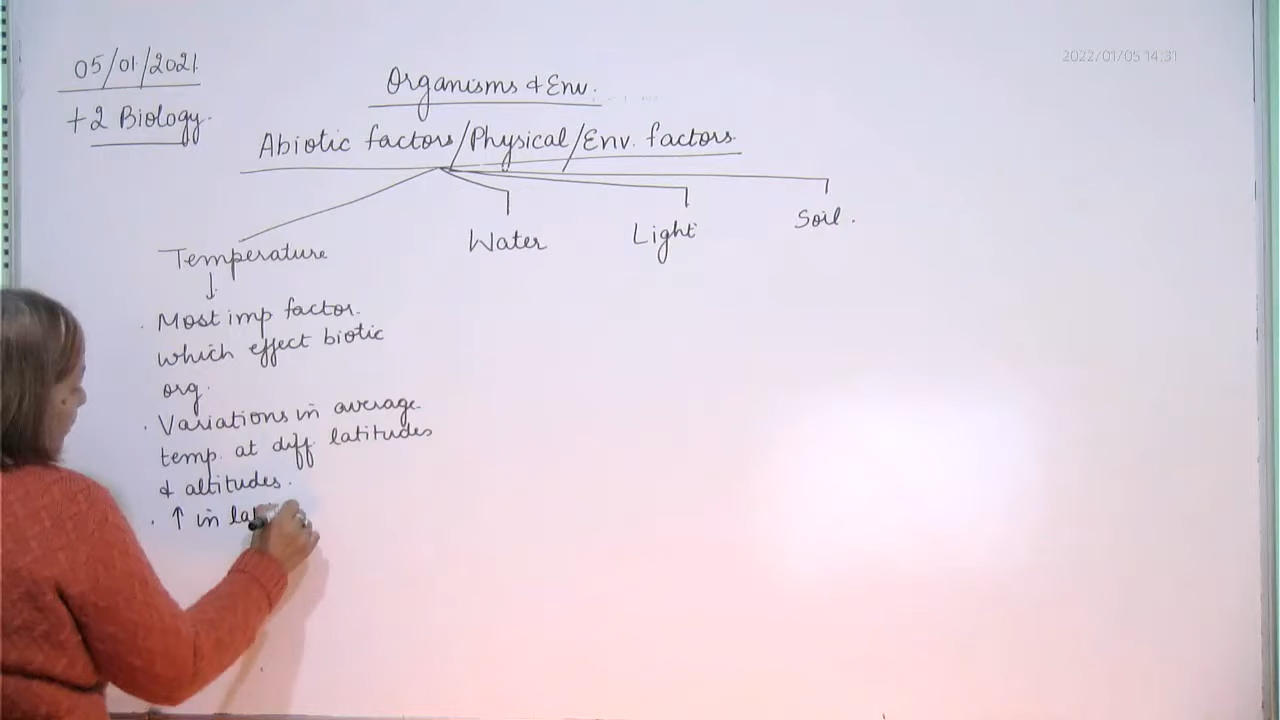 05/01/2021.
2022/01/05 14:31
+2 Biology.
Organisms & Env.
Abiotic factors/Physical/Env. factors.
Temperature
Water
Light
Soil.
↓
. Most imp factor.
which effect biotic
org.
. Variations in average
temp. at diff. latitudes
& altitudes.
. ↑ in